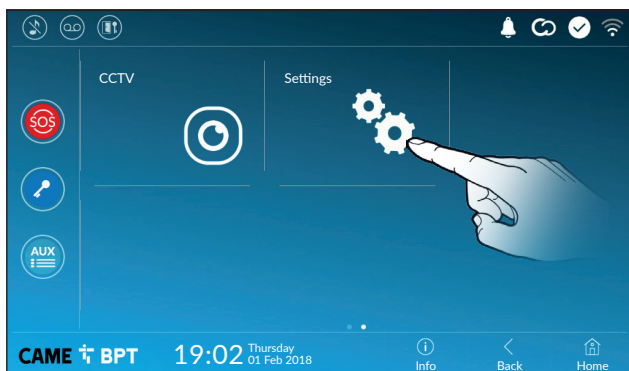 CCTV
Settings
SOS
AUX
CAME BPT
19:02
Thursday
01 Feb 2018
Info
Back
Home